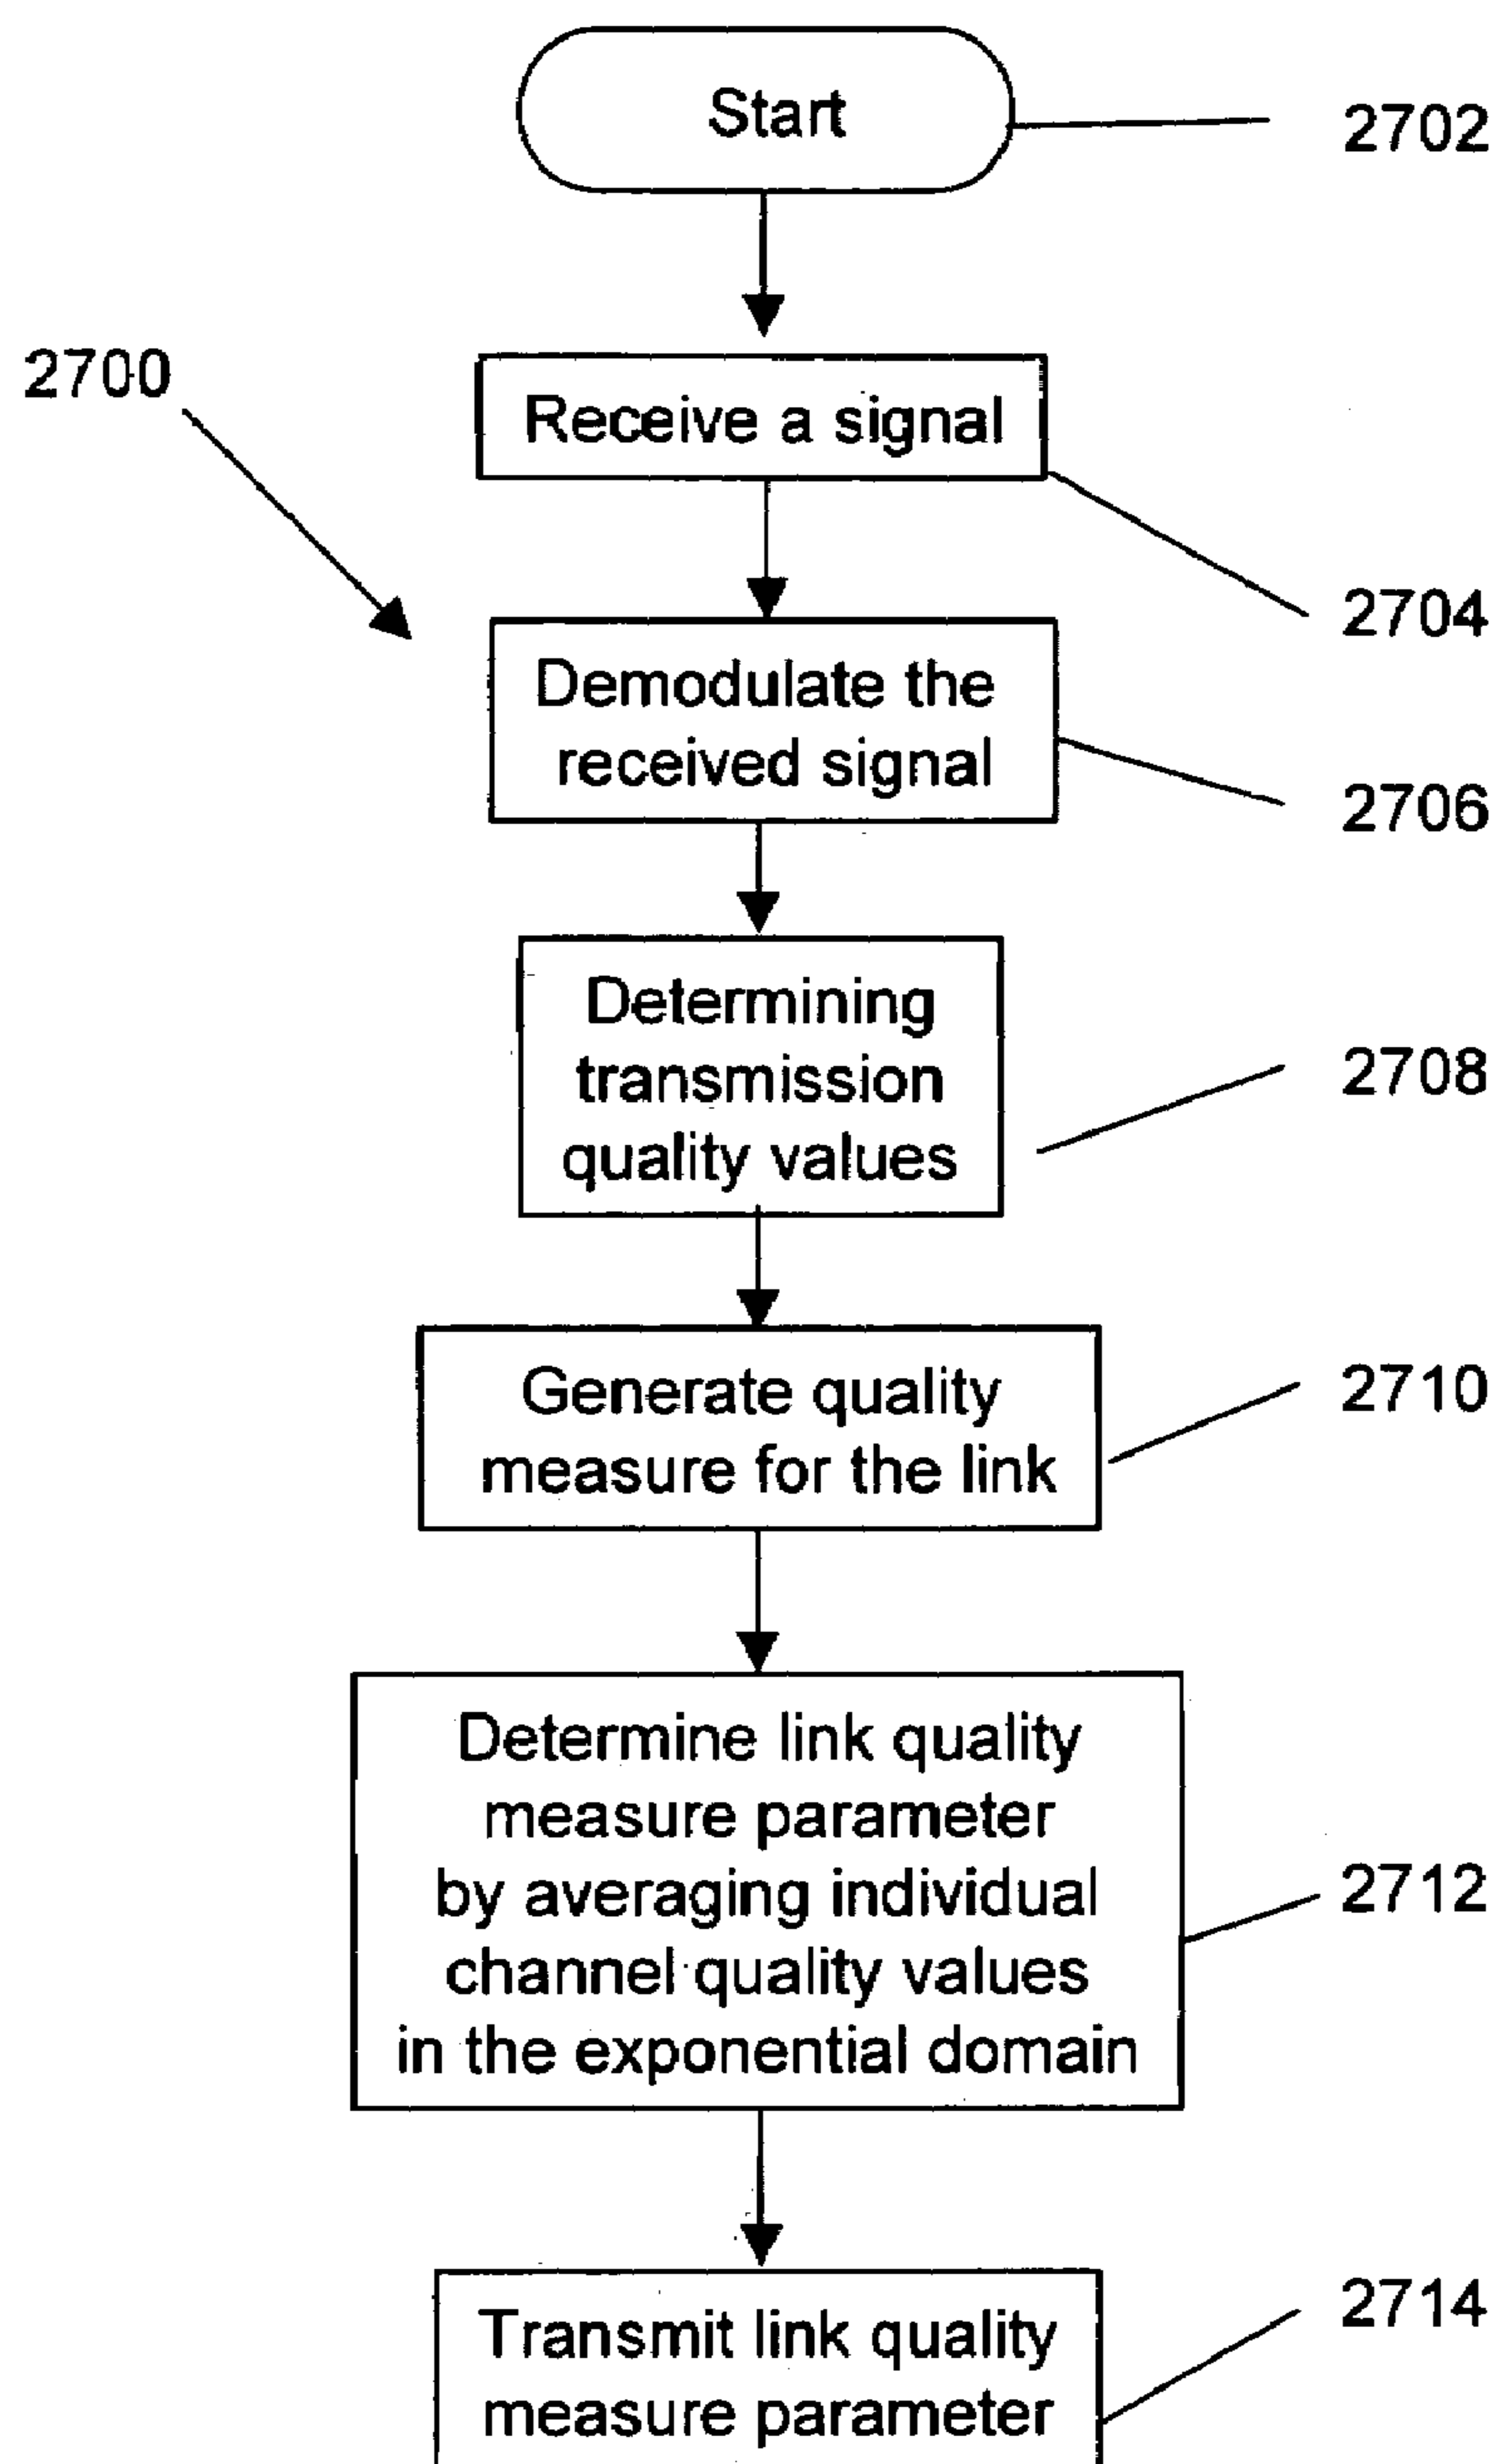 Start
2702
2700
Receive a signal
2704
Demodulate the
received signal
2706
Determining
transmission
quality values
2708
Generate quality
measure for the link
2710
Determine link quality
measure parameter
by averaging individual
channel quality values
in the exponential domain
2712
Transmit link quality
measure parameter
2714